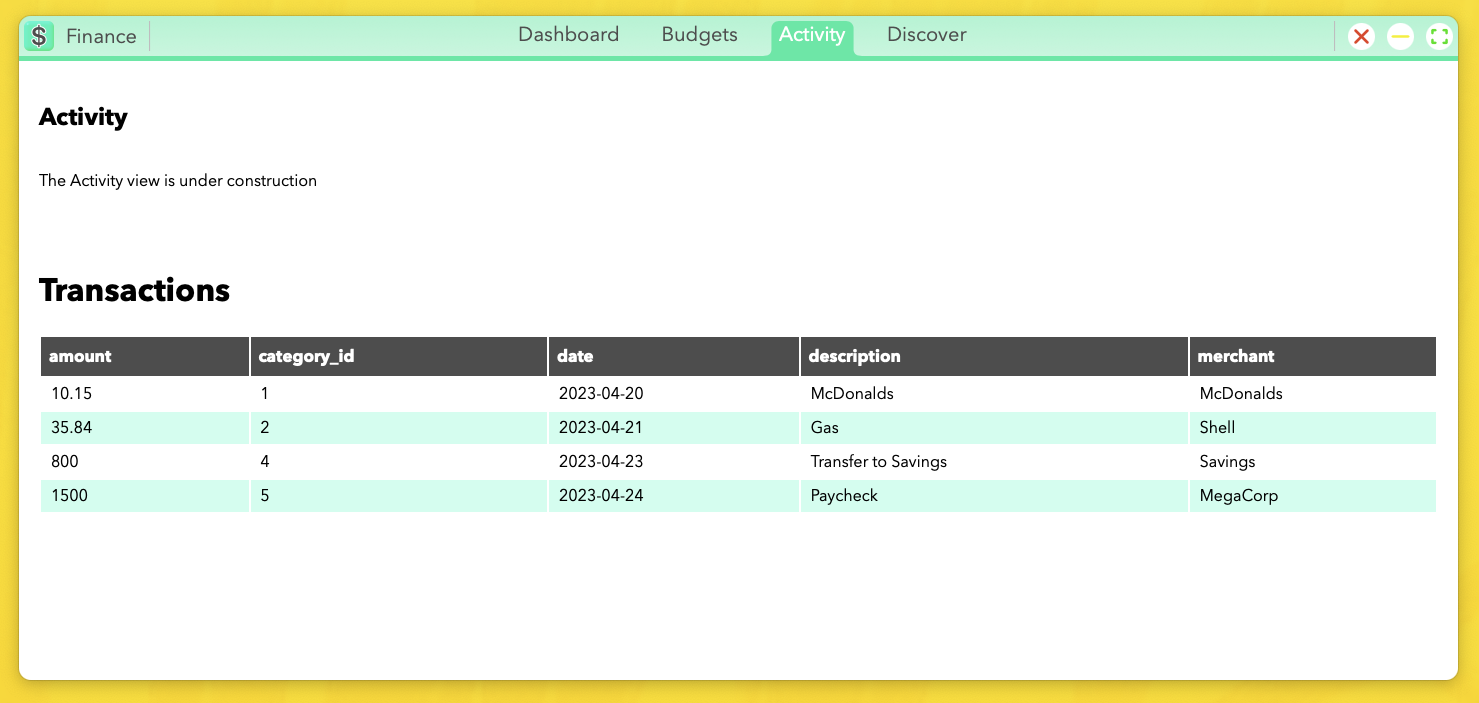 $ Finance Dashboard Budgets Activity Discover
Activity
The Activity view is under construction
Transactions
amount category_id date description merchant
10.15 1 2023-04-20 McDonalds McDonalds
35.84 2 2023-04-21 Gas Shell
800 4 2023-04-23 Transfer to Savings Savings
1500 5 2023-04-24 Paycheck MegaCorp